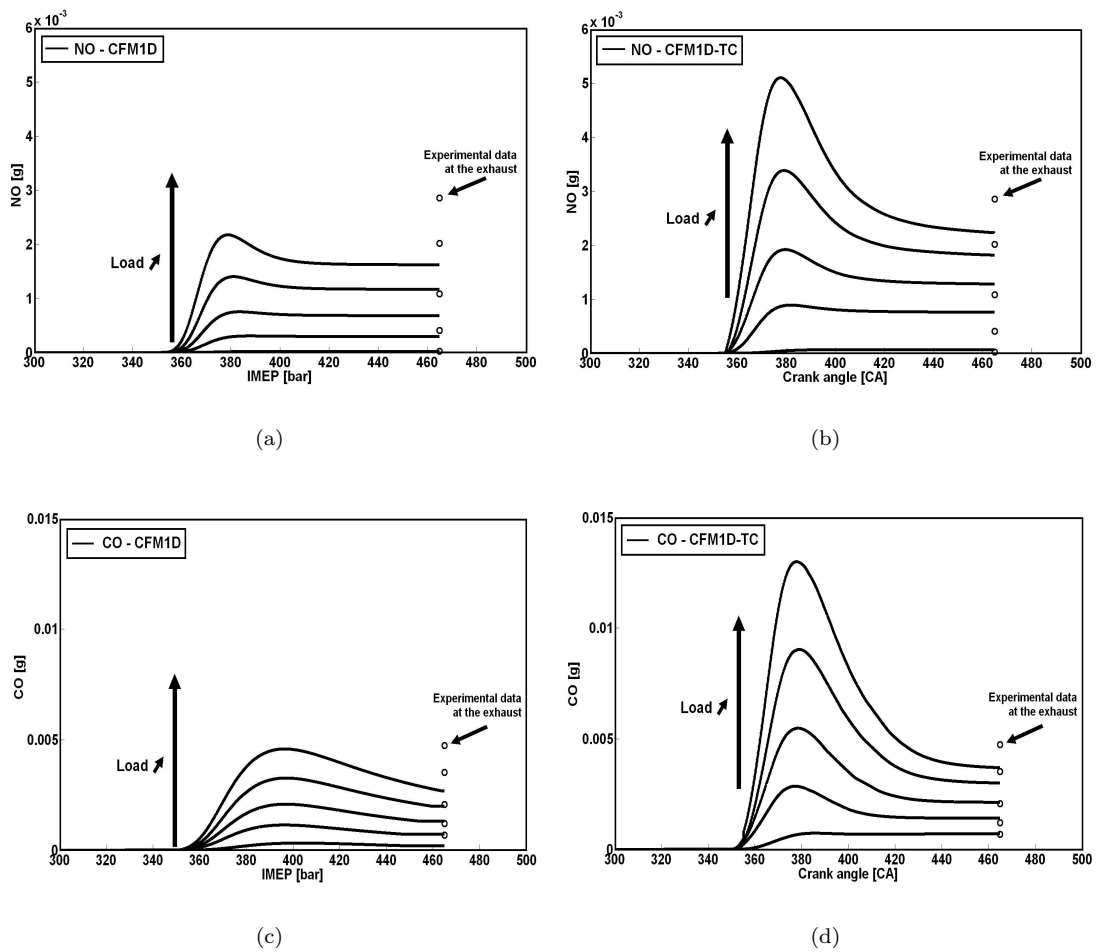 x 10⁻³
6
NO - CFM1D
5
4
3
2
1
0
NO [g]
Load
Experimental data
at the exhaust
300 320 340 360 380 400 420 440 460 480 500
IMEP [bar]
(a)
x 10⁻³
6
NO - CFM1D-TC
5
4
3
2
1
0
NO [g]
Load
Experimental data
at the exhaust
300 320 340 360 380 400 420 440 460 480 500
Crank angle [CA]
(b)
0.015
CO - CFM1D
0.01
0.005
0
CO [g]
Load
Experimental data
at the exhaust
300 320 340 360 380 400 420 440 460 480 500
IMEP [bar]
(c)
0.015
CO - CFM1D-TC
0.01
0.005
0
CO [g]
Load
Experimental data
at the exhaust
300 320 340 360 380 400 420 440 460 480 500
Crank angle [CA]
(d)